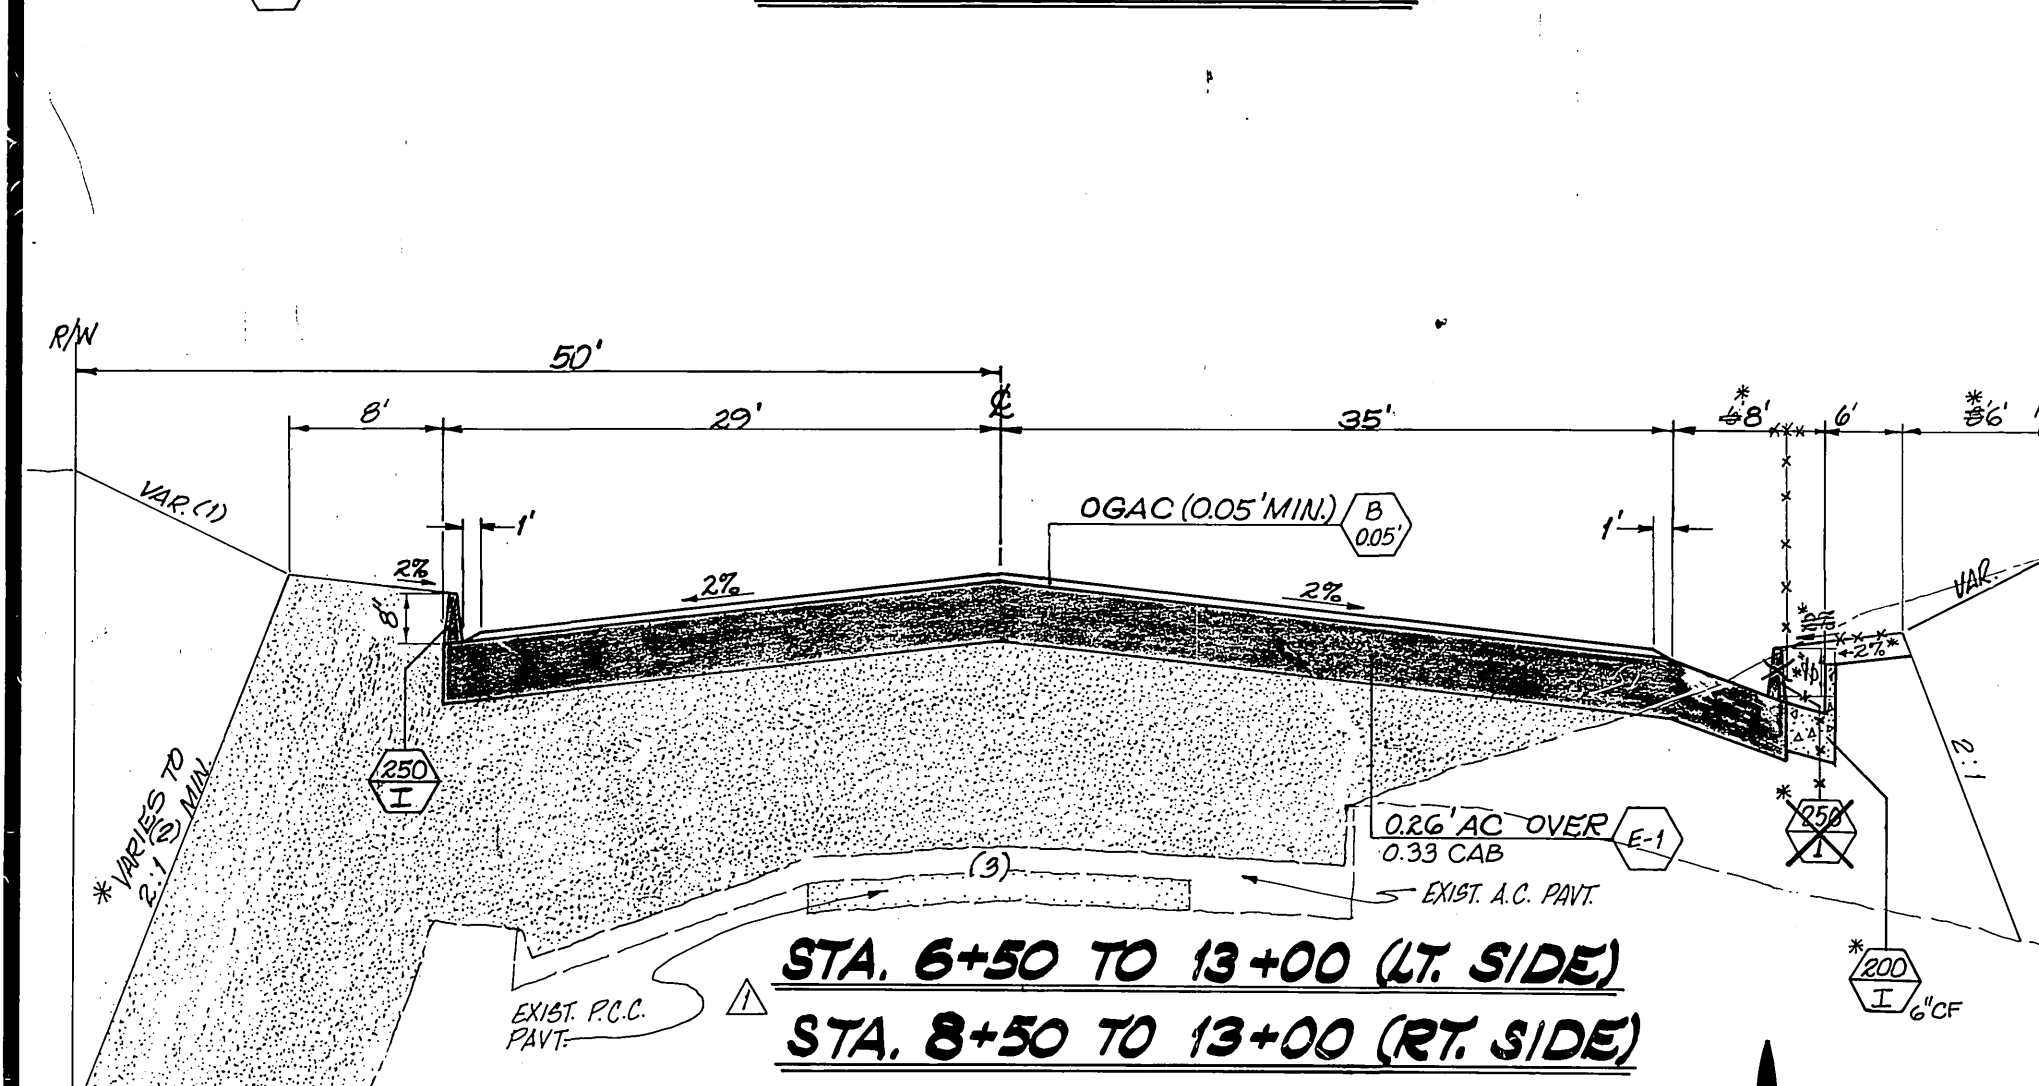 R/W
50'
℄
8'
29'
35'
* 8'
6'
* 6'
VAR. (1)
1'
OGAC (0.05' MIN.)
B
0.05'
1'
2%
2%
2%
8"
VAR.
2%*
2:1
* VARIES TO
2:1 (2) MIN.
250
I
0.26' AC OVER
0.33 CAB
E-1
(3)
EXIST. A.C. PAVT.
* 250
I
* 200
I
6"CF
EXIST. P.C.C.
PAVT.
1
STA. 6+50 TO 13+00 (LT. SIDE)
STA. 8+50 TO 13+00 (RT. SIDE)